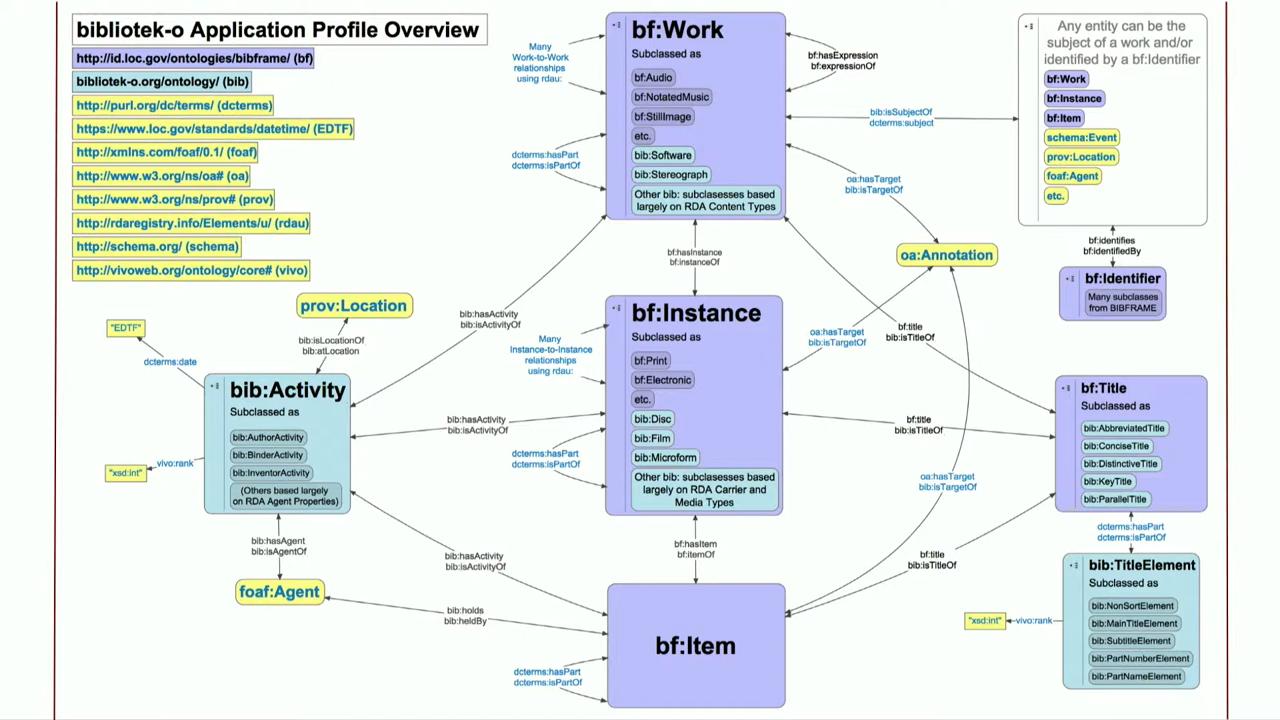 bibliotek-o Application Profile Overview
http://id.loc.gov/ontologies/bibframe/ (bf)
bibliotek-o.org/ontology/ (bib)
http://purl.org/dc/terms/ (dcterms)
https://www.loc.gov/standards/datetime/ (EDTF)
http://xmlns.com/foaf/0.1/ (foaf)
http://www.w3.org/ns/oa# (oa)
http://www.w3.org/ns/prov# (prov)
http://rdaregistry.info/Elements/u/ (rdau)
http://schema.org/ (schema)
http://vivoweb.org/ontology/core# (vivo)
Many
Work-to-Work
relationships
using rdau:
dcterms:hasPart
dcterms:isPartOf
bf:Work
Subclassed as
bf:Audio
bf:NotatedMusic
bf:StillImage
etc.
bib:Software
bib:Stereograph
Other bib: subclasesses based
largely on RDA Content Types
bf:hasExpression
bf:expressionOf
bib:isSubjectOf
dcterms:subject
oa:hasTarget
bib:isTargetOf
Any entity can be the
subject of a work and/or
identified by a bf:Identifier
bf:Work
bf:Instance
bf:Item
schema:Event
prov:Location
foaf:Agent
etc.
bf:identifies
bf:identifiedBy
bf:Identifier
Many subclasses
from BIBFRAME
oa:Annotation
bf:hasInstance
bf:instanceOf
prov:Location
"EDTF"
dcterms:date
bib:isLocationOf
bib:atLocation
bib:hasActivity
bib:isActivityOf
Many
Instance-to-Instance
relationships
using rdau:
bf:Instance
Subclassed as
bf:Print
bf:Electronic
etc.
bib:Disc
bib:Film
bib:Microform
Other bib: subclasesses based
largely on RDA Carrier and
Media Types
oa:hasTarget
bib:isTargetOf
bf:title
bib:isTitleOf
bib:Activity
Subclassed as
bib:AuthorActivity
bib:BinderActivity
bib:InventorActivity
(Others based largely
on RDA Agent Properties)
vivo:rank
"xsd:int"
bib:hasActivity
bib:isActivityOf
dcterms:hasPart
dcterms:isPartOf
bf:title
bib:isTitleOf
bf:Title
Subclassed as
bib:AbbreviatedTitle
bib:ConciseTitle
bib:DistinctiveTitle
bib:KeyTitle
bib:ParallelTitle
oa:hasTarget
bib:isTargetOf
dcterms:hasPart
dcterms:isPartOf
bib:hasAgent
bib:isAgentOf
bib:hasActivity
bib:isActivityOf
bf:hasItem
bf:itemOf
bf:title
bib:isTitleOf
foaf:Agent
bib:holds
bib:heldBy
bf:Item
dcterms:hasPart
dcterms:isPartOf
bib:TitleElement
Subclassed as
bib:NonSortElement
bib:MainTitleElement
bib:SubtitleElement
bib:PartNumberElement
bib:PartNameElement
"xsd:int"
vivo:rank